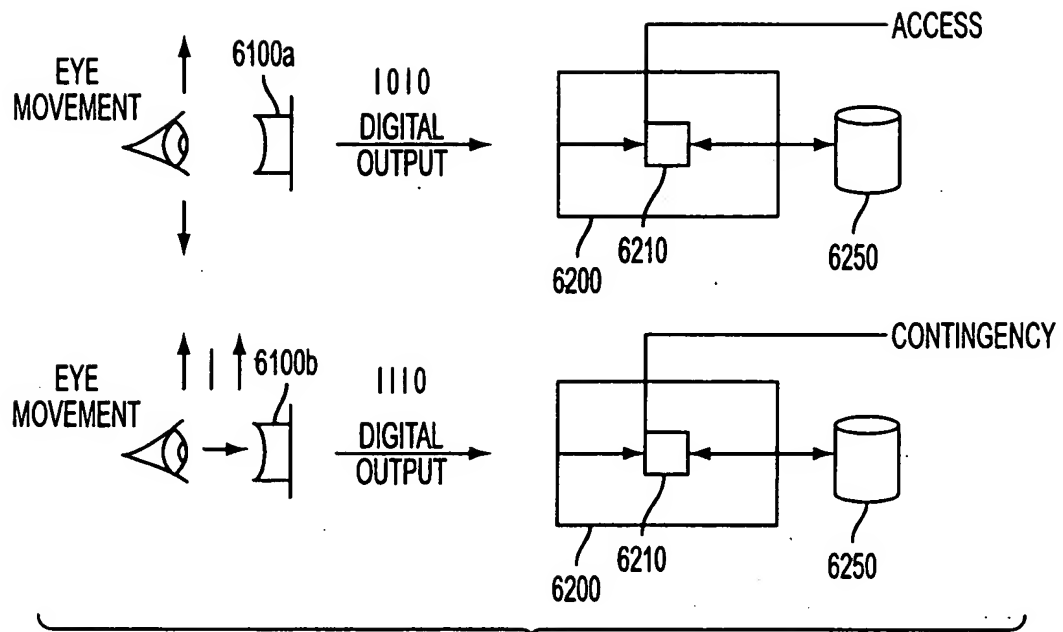 ACCESS
EYE
MOVEMENT
6100a
1010
DIGITAL
OUTPUT
6210
6200
6250
CONTINGENCY
EYE
MOVEMENT
6100b
1110
DIGITAL
OUTPUT
6210
6200
6250